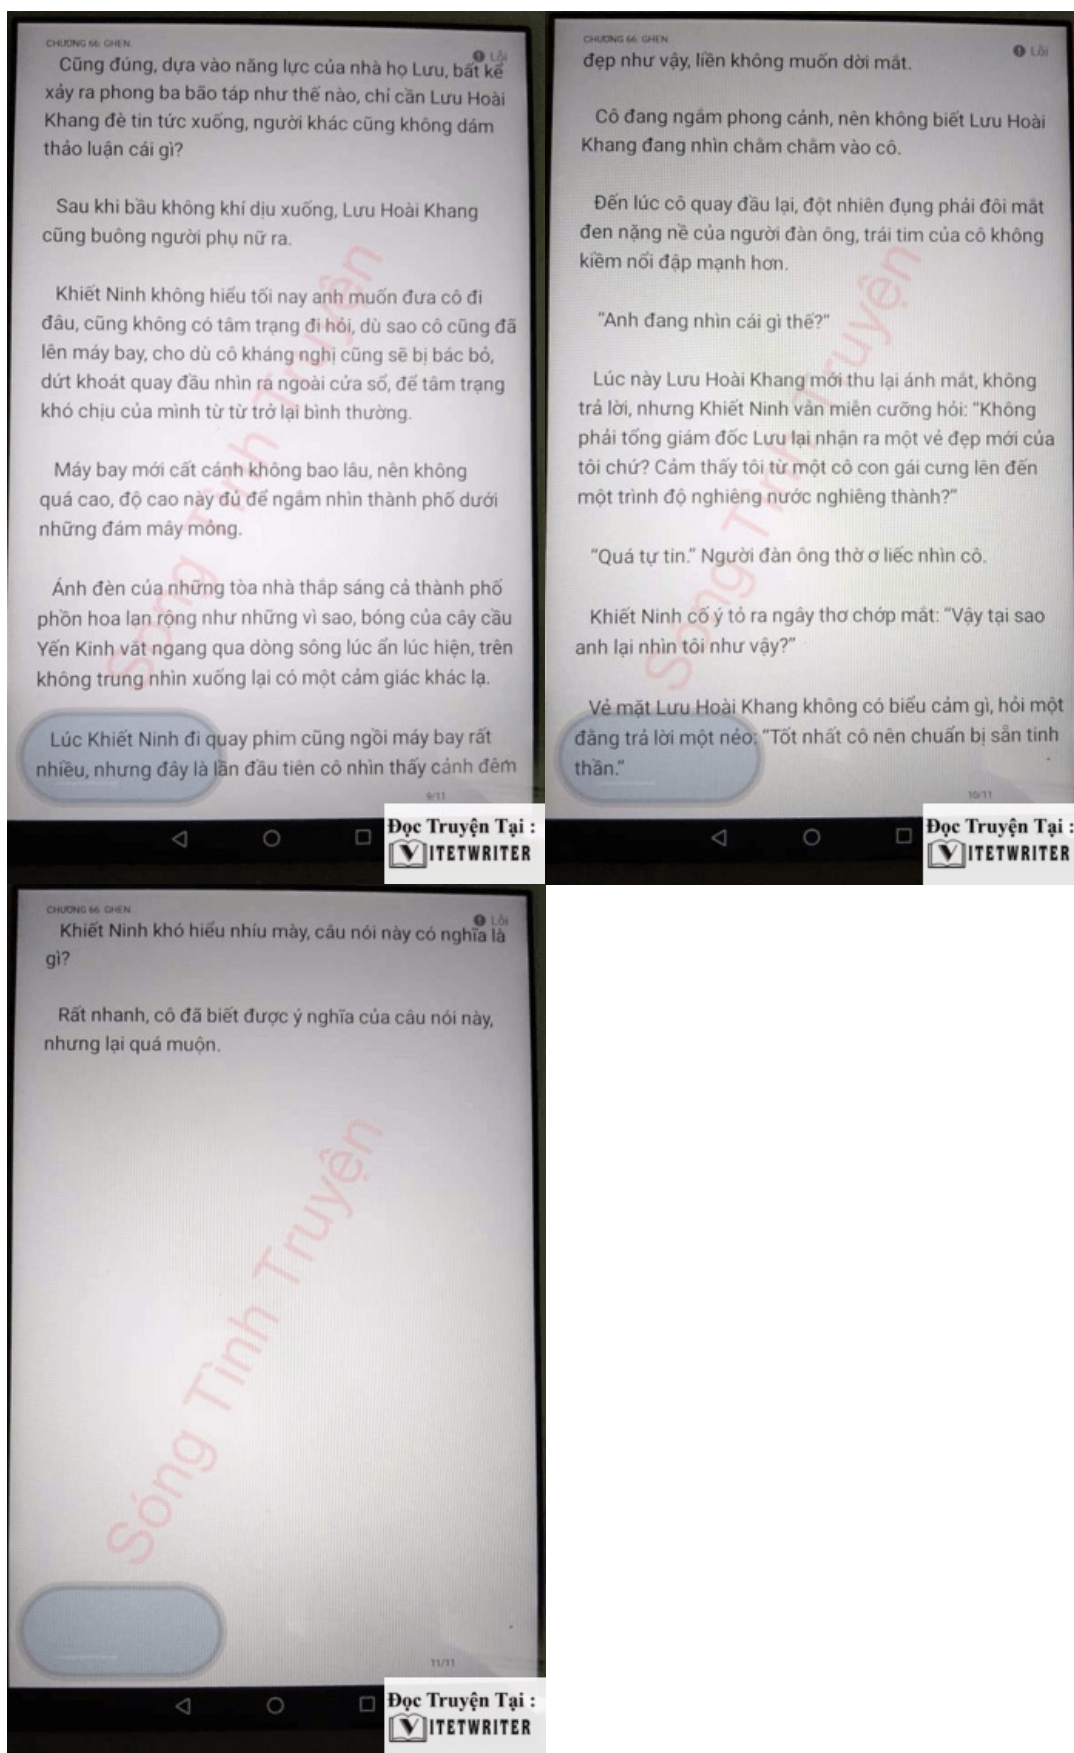 CHƯƠNG 66: GHEN.
Lỗi
Cũng đúng, dựa vào năng lực của nhà họ Lưu, bất kể
xảy ra phong ba bão táp như thế nào, chỉ cần Lưu Hoài
Khang đè tin tức xuống, người khác cũng không dám
thảo luận cái gì?
Sau khi bầu không khí dịu xuống, Lưu Hoài Khang
cũng buông người phụ nữ ra.
Khiết Ninh không hiểu tối nay anh muốn đưa cô đi
đâu, cũng không có tâm trạng đi hỏi, dù sao cô cũng đã
lên máy bay, cho dù cô kháng nghị cũng sẽ bị bác bỏ,
dứt khoát quay đầu nhìn ra ngoài cửa sổ, để tâm trạng
khó chịu của mình từ từ trở lại bình thường.
Máy bay mới cất cánh không bao lâu, nên không
quá cao, độ cao này đủ để ngắm nhìn thành phố dưới
những đám mây mỏng.
Ánh đèn của những tòa nhà thắp sáng cả thành phố
phồn hoa lan rộng như những vì sao, bóng của cây cầu
Yến Kinh vắt ngang qua dòng sông lúc ẩn lúc hiện, trên
không trung nhìn xuống lại có một cảm giác khác lạ.
Lúc Khiết Ninh đi quay phim cũng ngồi máy bay rất
nhiều, nhưng đây là lần đầu tiên cô nhìn thấy cảnh đêm
9/11
Sóng Tình Truyện
Đọc Truyện Tại :
VITETWRITER
CHƯƠNG 66: GHEN.
Lỗi
đẹp như vậy, liền không muốn dời mắt.
Cô đang ngắm phong cảnh, nên không biết Lưu Hoài
Khang đang nhìn chằm chằm vào cô.
Đến lúc cô quay đầu lại, đột nhiên đụng phải đôi mắt
đen nặng nề của người đàn ông, trái tim của cô không
kiềm nổi đập mạnh hơn.
"Anh đang nhìn cái gì thế?"
Lúc này Lưu Hoài Khang mới thu lại ánh mắt, không
trả lời, nhưng Khiết Ninh vẫn miễn cưỡng hỏi: "Không
phải tổng giám đốc Lưu lại nhận ra một vẻ đẹp mới của
tôi chứ? Cảm thấy tôi từ một cô con gái cưng lên đến
một trình độ nghiêng nước nghiêng thành?"
"Quá tự tin." Người đàn ông thờ ơ liếc nhìn cô.
Khiết Ninh cố ý tỏ ra ngây thơ chớp mắt: "Vậy tại sao
anh lại nhìn tôi như vậy?"
Vẻ mặt Lưu Hoài Khang không có biểu cảm gì, hỏi một
đằng trả lời một nẻo: "Tốt nhất cô nên chuẩn bị sẵn tinh
thần."
10/11
Sóng Tình Truyện
Đọc Truyện Tại :
VITETWRITER
CHƯƠNG 66: GHEN.
Lỗi
Khiết Ninh khó hiểu nhíu mày, câu nói này có nghĩa là
gì?
Rất nhanh, cô đã biết được ý nghĩa của câu nói này,
nhưng lại quá muộn.
Sóng Tình Truyện
11/11
Đọc Truyện Tại :
VITETWRITER